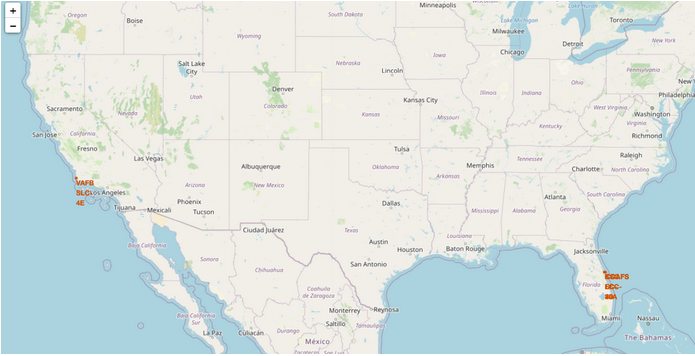 +
−
Oregon
Boise
South Dakota
Minneapolis
Wyoming
Lake Michigan
Toronto
Milwaukee
Chicago
Detroit
New York
Salt Lake
City
Nebraska
Iowa
Lincoln
Pennsylvania
New
Philadelphia
Sacramento
Nevada
Utah
Denver
Colorado
Kansas City
Illinois
Indiana
Ohio
West Virginia
Washington
San Jose
California
Kansas
Missouri
Kentucky
Virginia
Richmond
Fresno
Las Vegas
Tulsa
Tennessee
Raleigh
North Carolina
VAFB
SLC-
4E
Los Angeles
Arizona
Albuquerque
New Mexico
Oklahoma
Arkansas
Memphis
Charlotte
South Carolina
Phoenix
Tucson
Tijuana
Mexicali
Dallas
Mississippi
Alabama
Atlanta
Georgia
Ciudad Juárez
Texas
Baja California
Sonora
Austin
Houston
Baton Rouge
Jacksonville
San Antonio
Chihuahua
Coahuila
de Zaragoza
Florida
Baja
California
Sur
Monterrey
Reynosa
Miami
Nassau
La Paz
Culiacán
Durango
Saltillo
Tamaulipas
México
The Bahamas